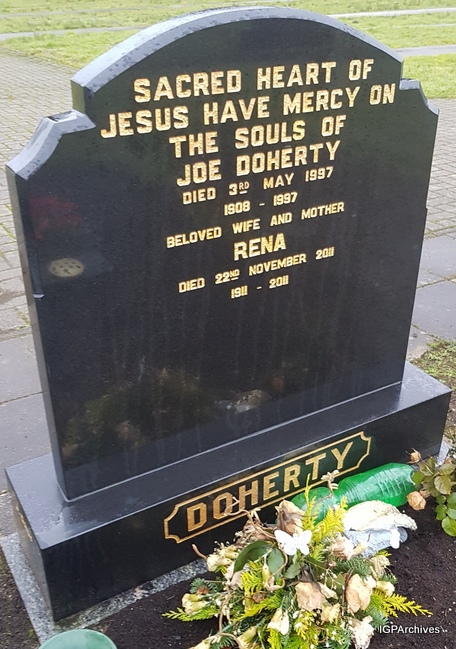 SACRED HEART OF
JESUS HAVE MERCY ON
THE SOULS OF
JOE DOHERTY
DIED 3RD MAY 1997
1908 - 1997
BELOVED WIFE AND MOTHER
RENA
DIED 22ND NOVEMBER 2011
1911 - 2011
DOHERTY
IGPArchives